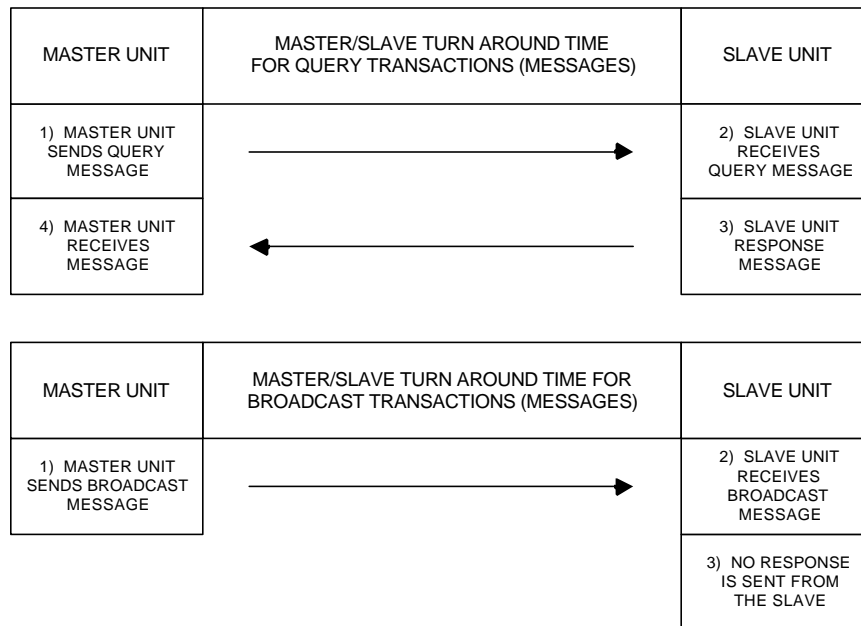 MASTER UNIT
MASTER/SLAVE TURN AROUND TIME
FOR QUERY TRANSACTIONS (MESSAGES)
SLAVE UNIT
1) MASTER UNIT
SENDS QUERY
MESSAGE
2) SLAVE UNIT
RECEIVES
QUERY MESSAGE
4) MASTER UNIT
RECEIVES
MESSAGE
3) SLAVE UNIT
RESPONSE
MESSAGE
MASTER UNIT
MASTER/SLAVE TURN AROUND TIME FOR
BROADCAST TRANSACTIONS (MESSAGES)
SLAVE UNIT
1) MASTER UNIT
SENDS BROADCAST
MESSAGE
2) SLAVE UNIT
RECEIVES
BROADCAST
MESSAGE
3) NO RESPONSE
IS SENT FROM
THE SLAVE